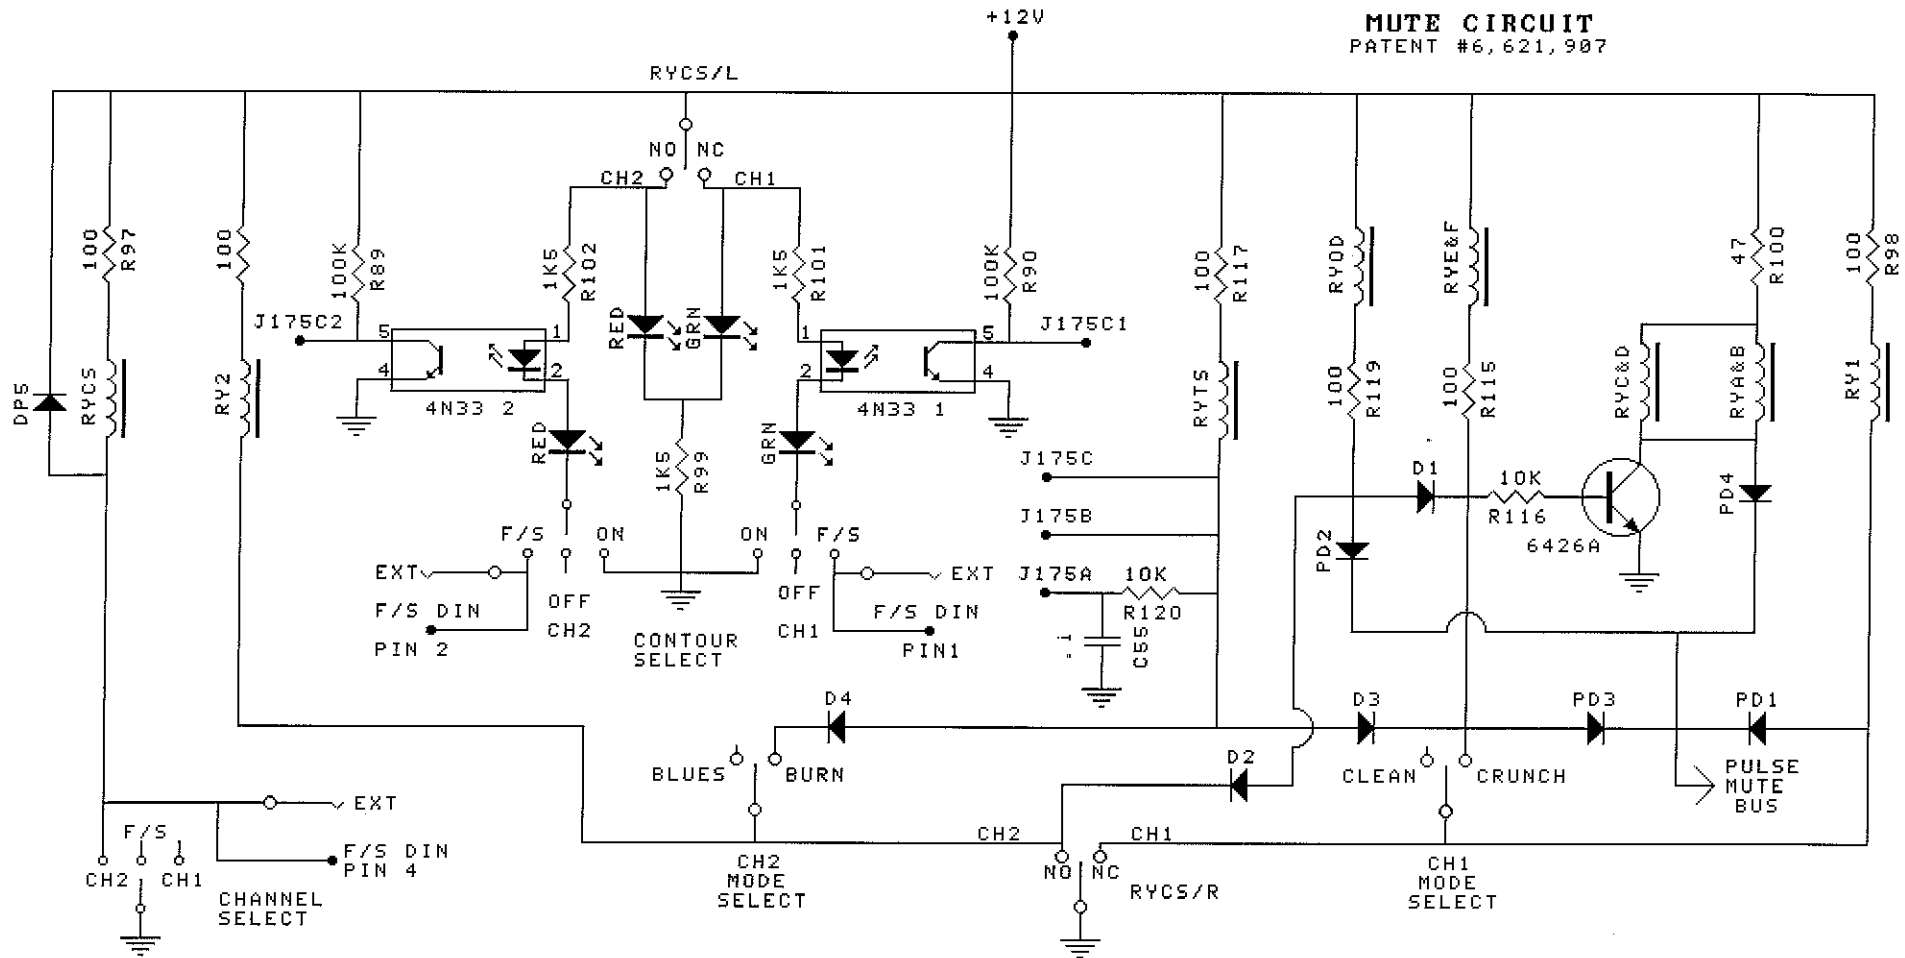 +12V
MUTE CIRCUIT
PATENT #6,621,907
RYCS/L
NO NC
CH2 CH1
100
R97
100
100K
R89
1K5
R102
RED
GRN
1K5
R101
100K
R90
100
R117
RYOD
RYE&F
47
R100
100
R98
J175C2
5 1
4 2
4N33 2
1 5
2 4
4N33 1
J175C1
DP5
RYCS
RY2
RED
1K5
R99
GRN
RYTS
100
R119
100
R115
RYC&D
RYA&B
RY1
J175C
D1
10K
R116
PD4
F/S ON ON F/S
J175B
PD2
6426A
EXT
OFF
OFF
EXT
J175A
10K
R120
F/S DIN
PIN 2
CH2
CONTOUR
SELECT
CH1
F/S DIN
PIN1
.1
C55
D4
D3
PD3
PD1
BLUES BURN
D2
CLEAN CRUNCH
PULSE
MUTE
BUS
EXT
F/S
CH2 CH1
F/S DIN
PIN 4
CHANNEL
SELECT
CH2
MODE
SELECT
CH2 CH1
NO NC
RYCS/R
CH1
MODE
SELECT